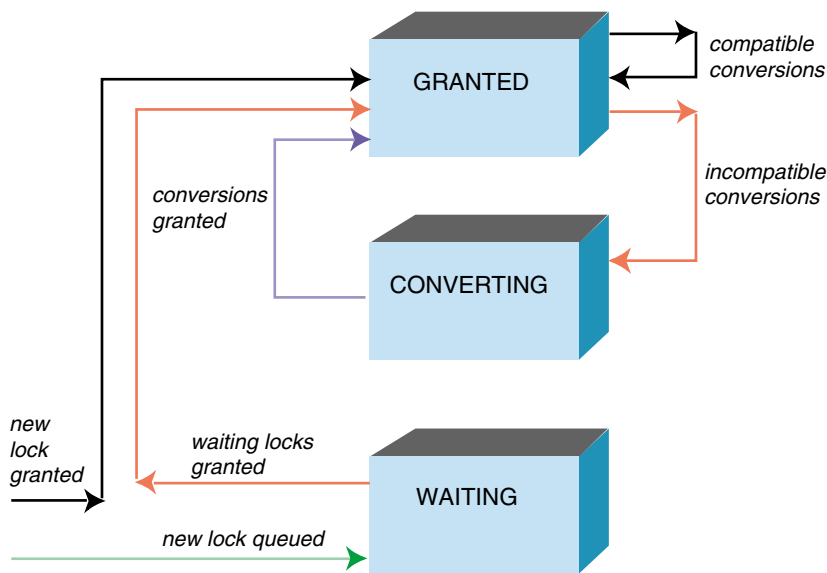 GRANTED
compatible
conversions
incompatible
conversions
conversions
granted
CONVERTING
new
lock
granted
waiting locks
granted
WAITING
new lock queued